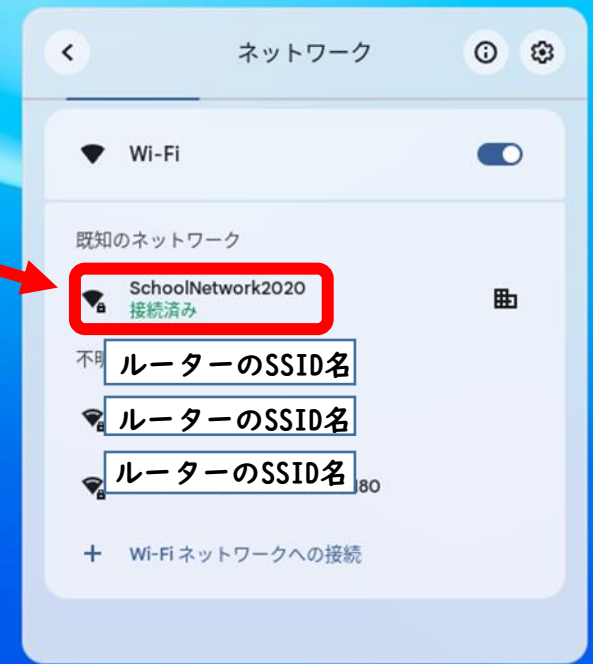 ネットワーク
Wi-Fi
既知のネットワーク
SchoolNetwork2020
接続済み
不明
ルーターのSSID名
ルーターのSSID名
ルーターのSSID名
80
Wi-Fi ネットワークへの接続